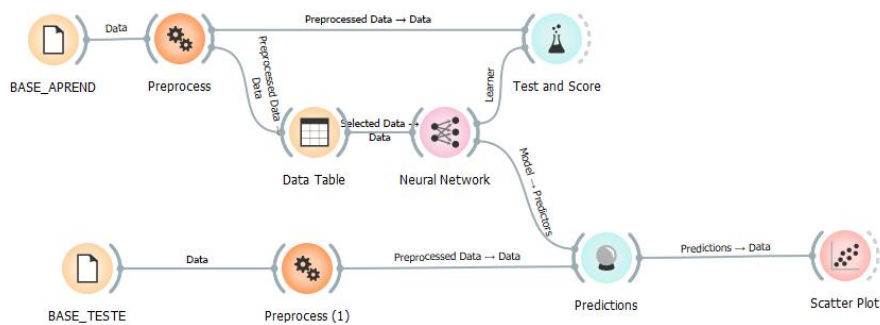 Preprocessed Data → Data
Data
BASE_APREND
Preprocess
Preprocessed Data →
Data
Learner
Test and Score
Selected Data →
Data
Data Table
Neural Network
Model → Predictors
Data
Preprocessed Data → Data
Predictions → Data
BASE_TESTE
Preprocess (1)
Predictions
Scatter Plot